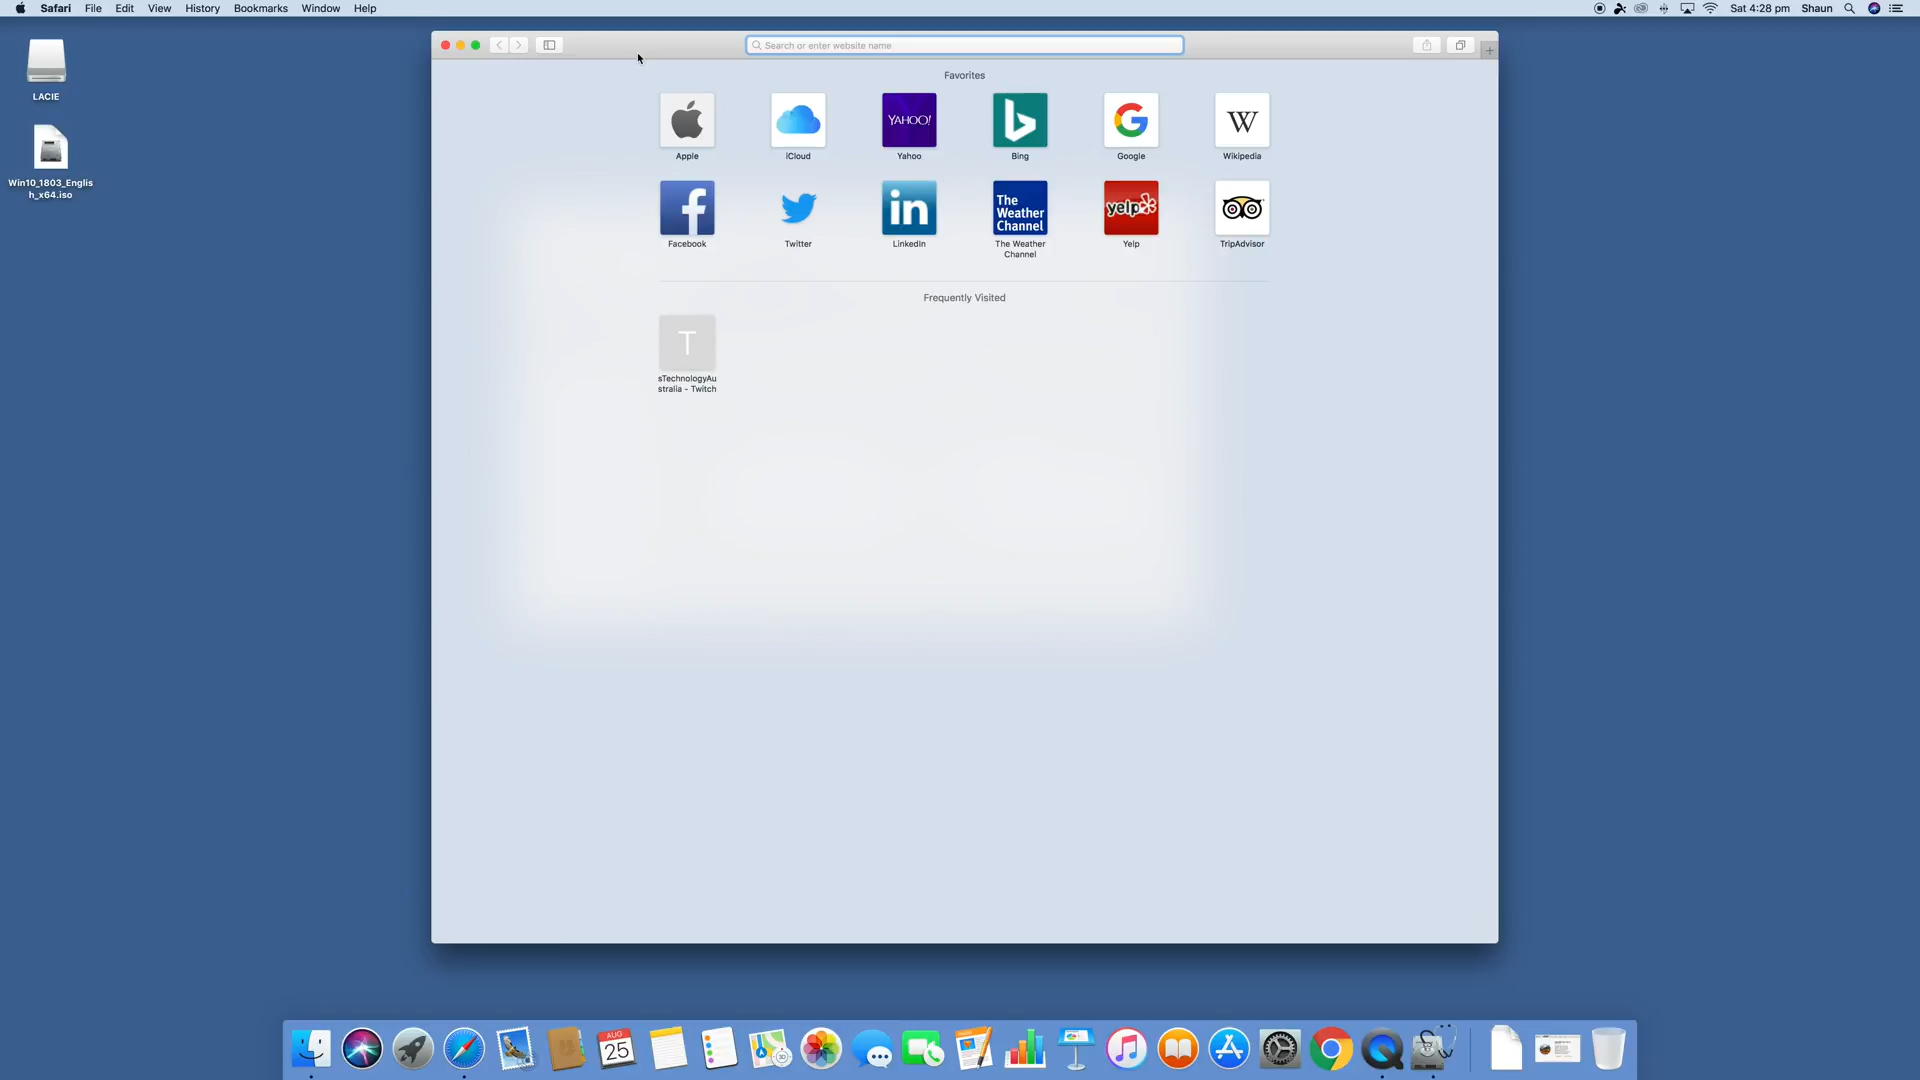 Safari File Edit View History Bookmarks Window Help
Sat 4:28 pm Shaun
Search or enter website name
LACIE
Win10_1803_Englis
h_x64.iso
Favorites
YAHOO!
W
Apple iCloud Yahoo Bing Google Wikipedia
f
in
The
Weather
Channel
yelp
Facebook Twitter LinkedIn The Weather
Channel
Yelp TripAdvisor
Frequently Visited
T
sTechnologyAu
stralia - Twitch
AUG
25
3D